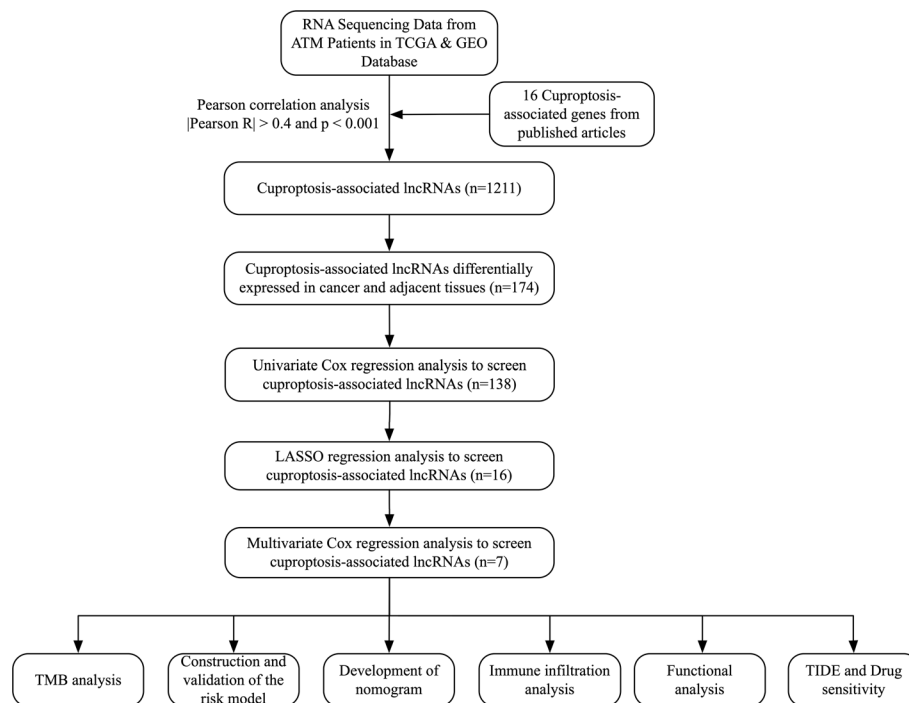 RNA Sequencing Data from
ATM Patients in TCGA & GEO
Database
Pearson correlation analysis
|Pearson R| > 0.4 and p < 0.001
16 Cuproptosis-
associated genes from
published articles
Cuproptosis-associated lncRNAs (n=1211)
Cuproptosis-associated lncRNAs differentially
expressed in cancer and adjacent tissues (n=174)
Univariate Cox regression analysis to screen
cuproptosis-associated lncRNAs (n=138)
LASSO regression analysis to screen
cuproptosis-associated lncRNAs (n=16)
Multivariate Cox regression analysis to screen
cuproptosis-associated lncRNAs (n=7)
TMB analysis
Construction and
validation of the
risk model
Development of
nomogram
Immune infiltration
analysis
Functional
analysis
TIDE and Drug
sensitivity